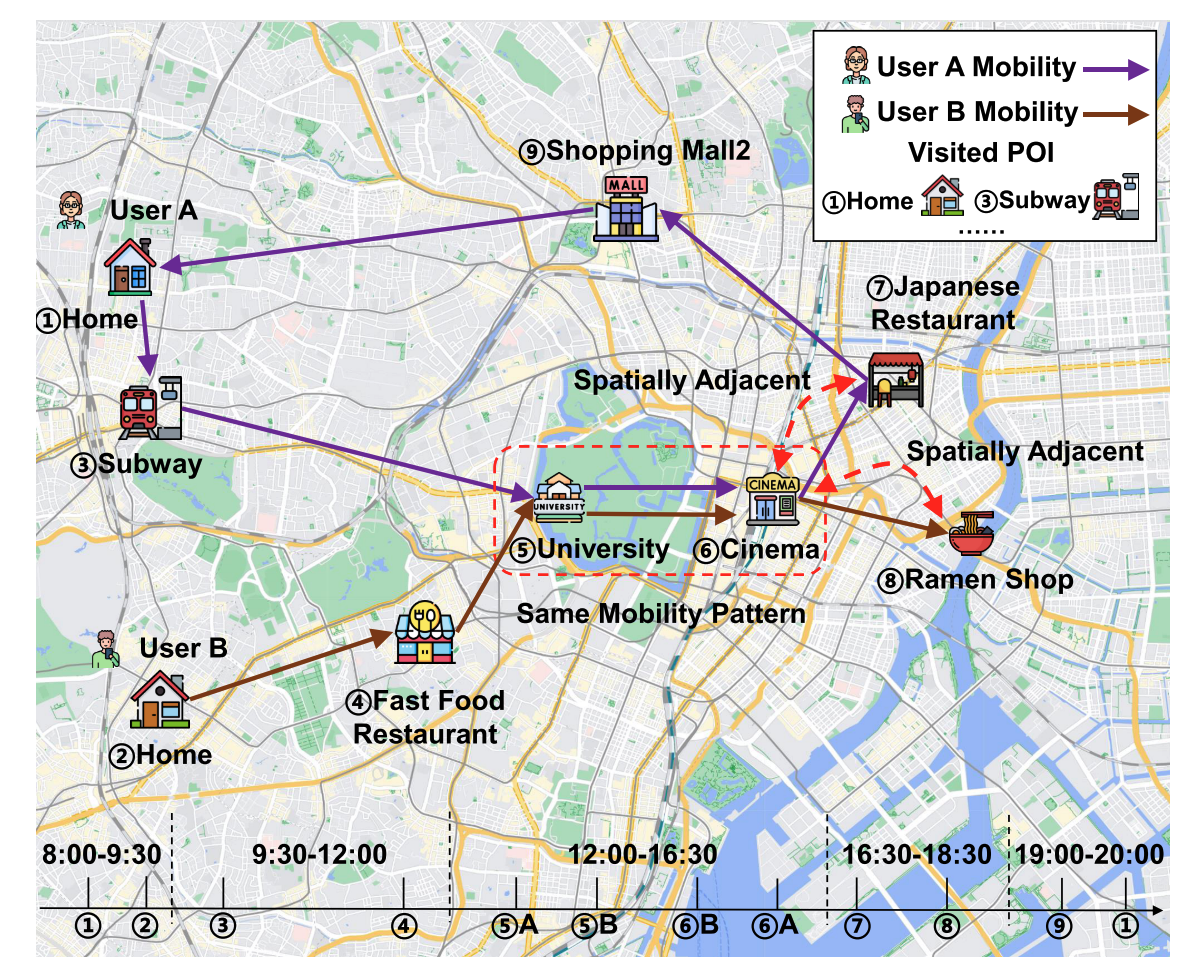 User A Mobility
User B Mobility
Visited POI
①Home
③Subway
......
⑨Shopping Mall2
MALL
User A
①Home
⑦Japanese
Restaurant
Spatially Adjacent
③Subway
Spatially Adjacent
CINEMA
UNIVERSITY
⑤University
⑥Cinema
⑧Ramen Shop
Same Mobility Pattern
User B
④Fast Food
Restaurant
②Home
8:00-9:30
9:30-12:00
12:00-16:30
16:30-18:30
19:00-20:00
① ② ③ ④ ⑤A ⑤B ⑥B ⑥A ⑦ ⑧ ⑨ ①